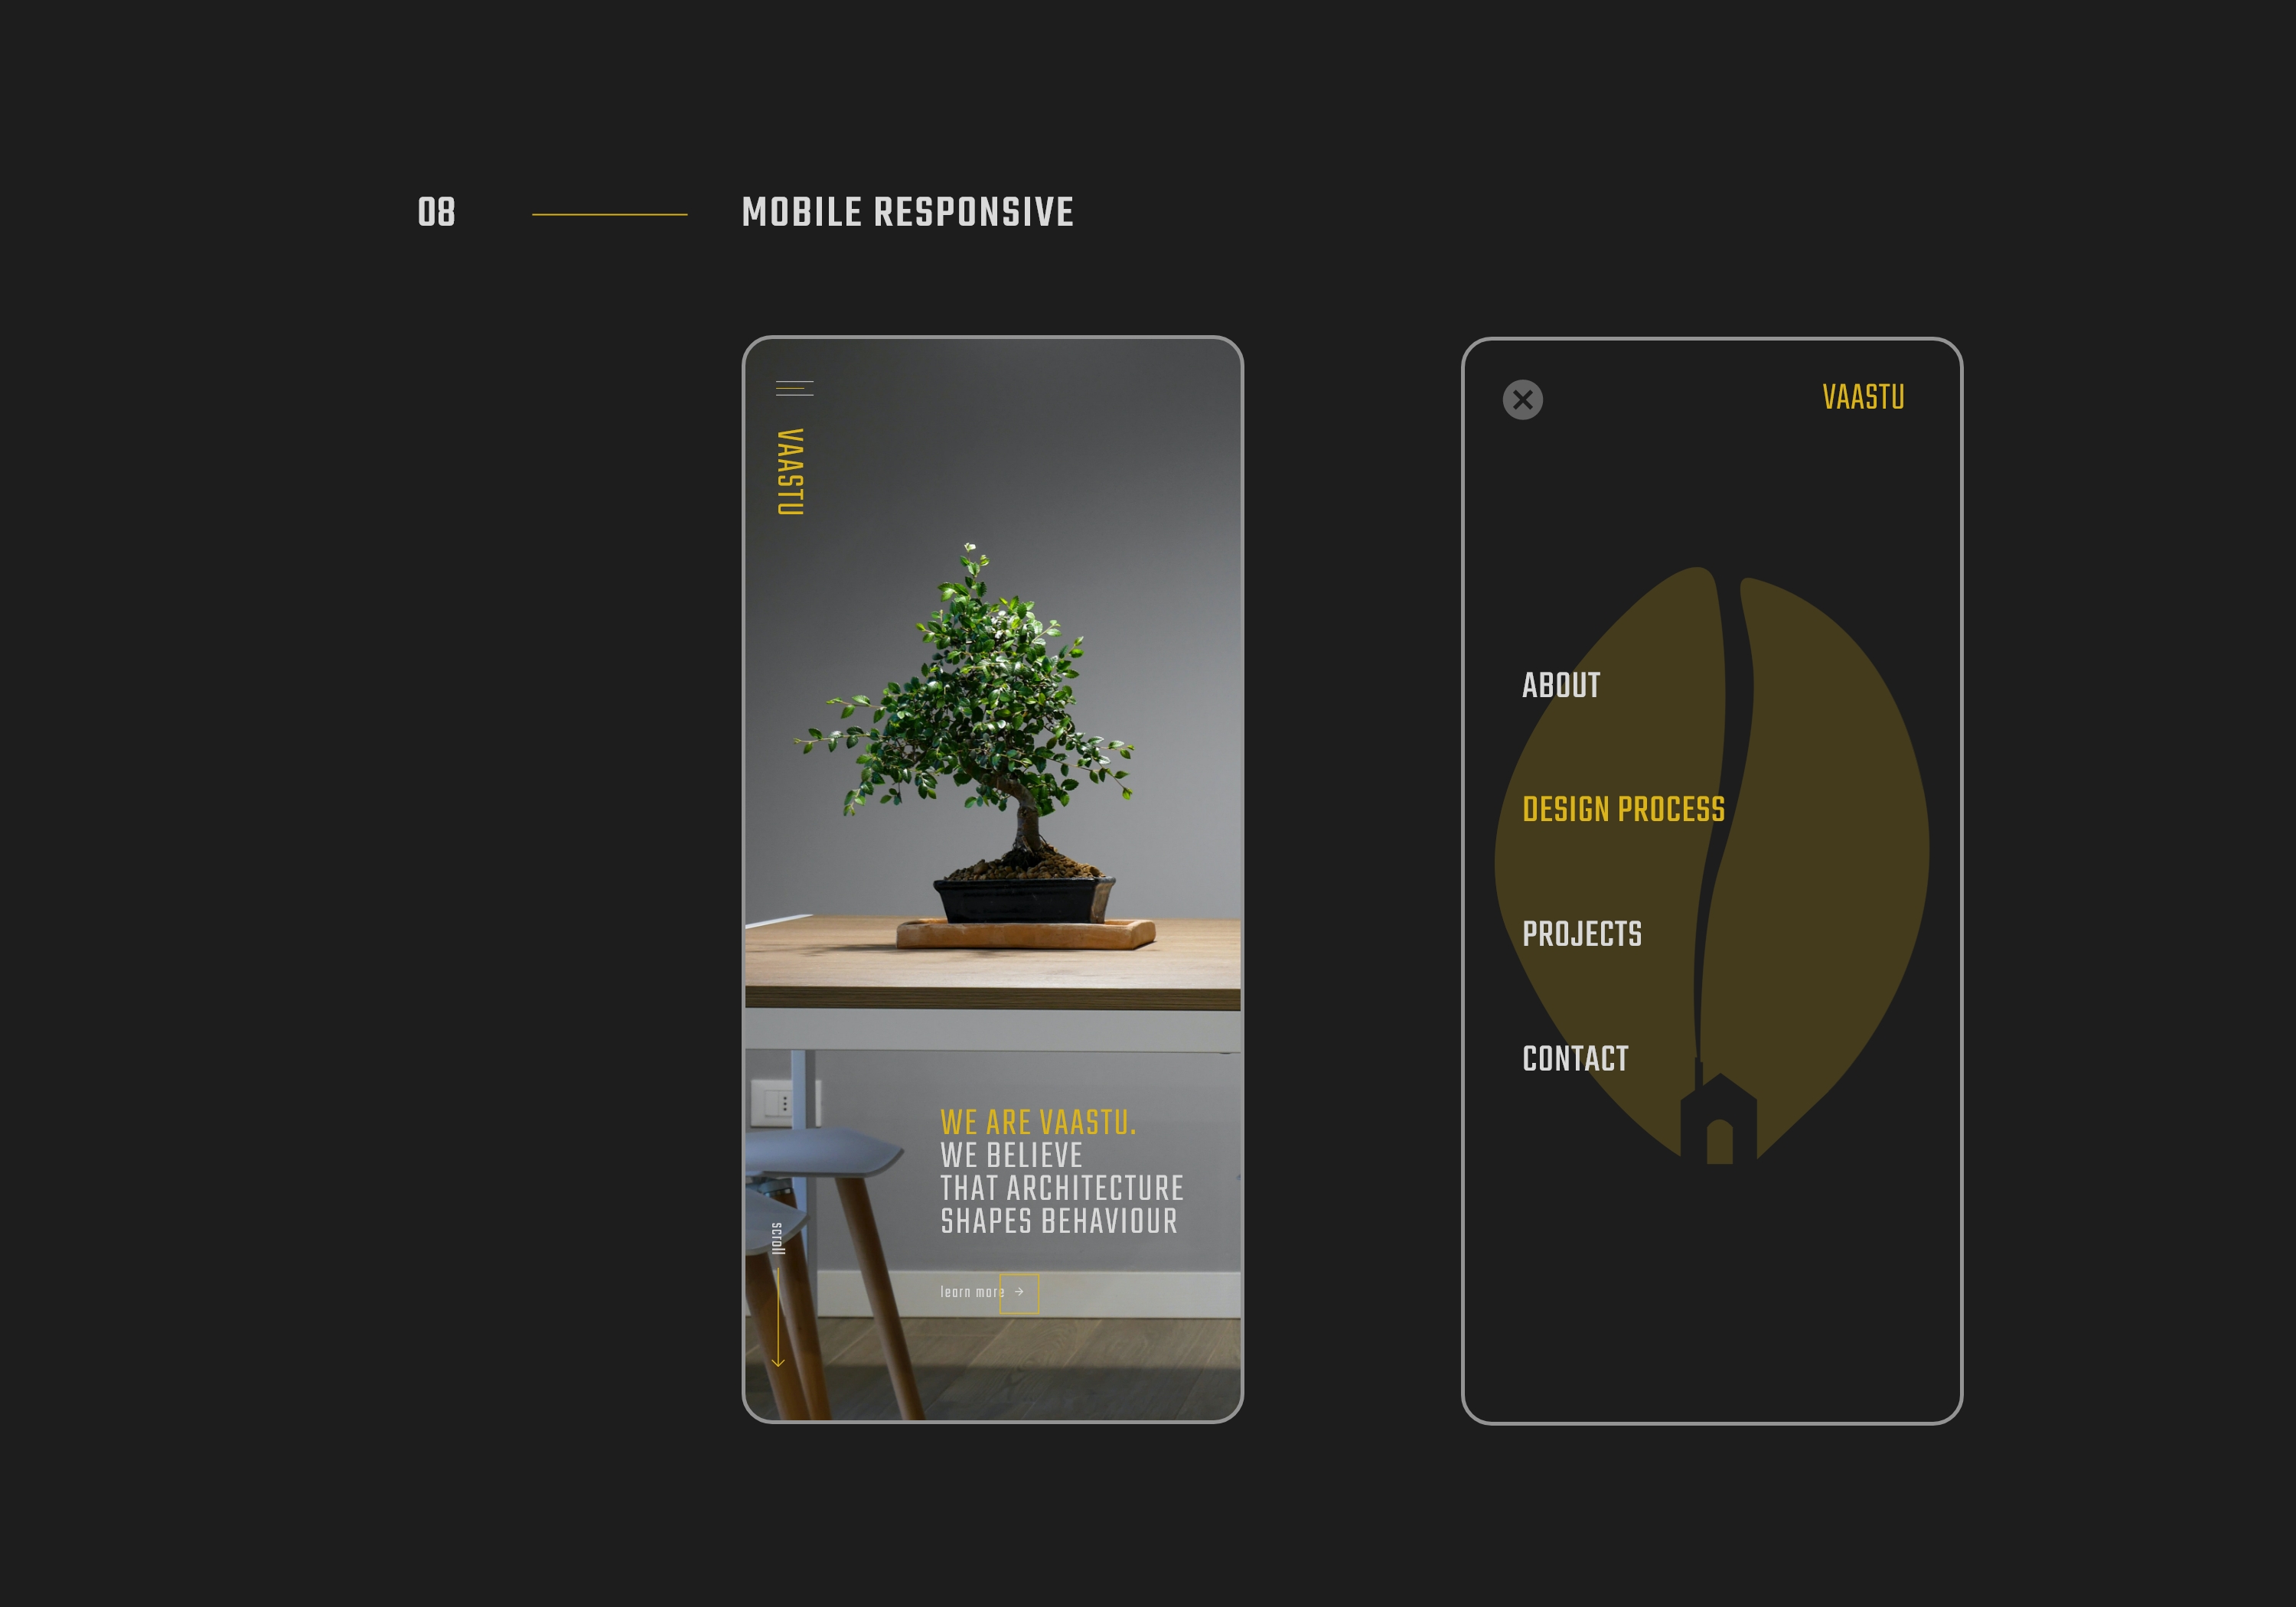 08
MOBILE RESPONSIVE
VAASTU
WE ARE VAASTU.
WE BELIEVE
THAT ARCHITECTURE
SHAPES BEHAVIOUR
scroll
learn more
VAASTU
ABOUT
DESIGN PROCESS
PROJECTS
CONTACT